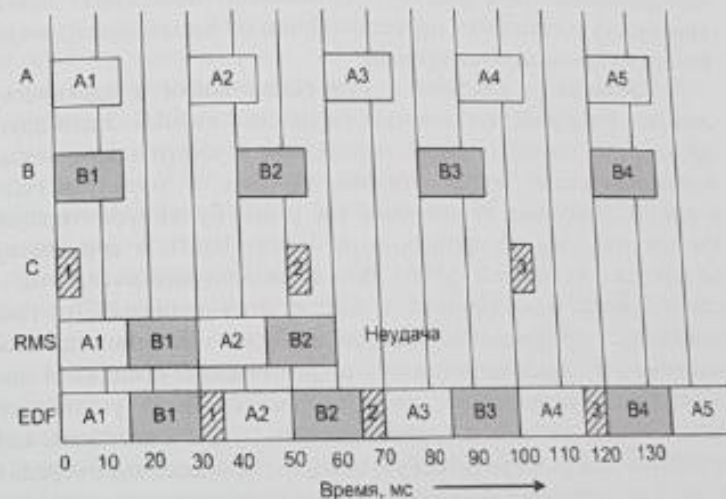 A A1 A2 A3 A4 A5
B B1 B2 B3 B4
C 1 2 3
RMS A1 B1 A2 B2 Неудача
EDF A1 B1 1 A2 B2 2 A3 B3 A4 3 B4 A5
0 10 20 30 40 50 60 70 80 90 100 110 120 130
Время, мс